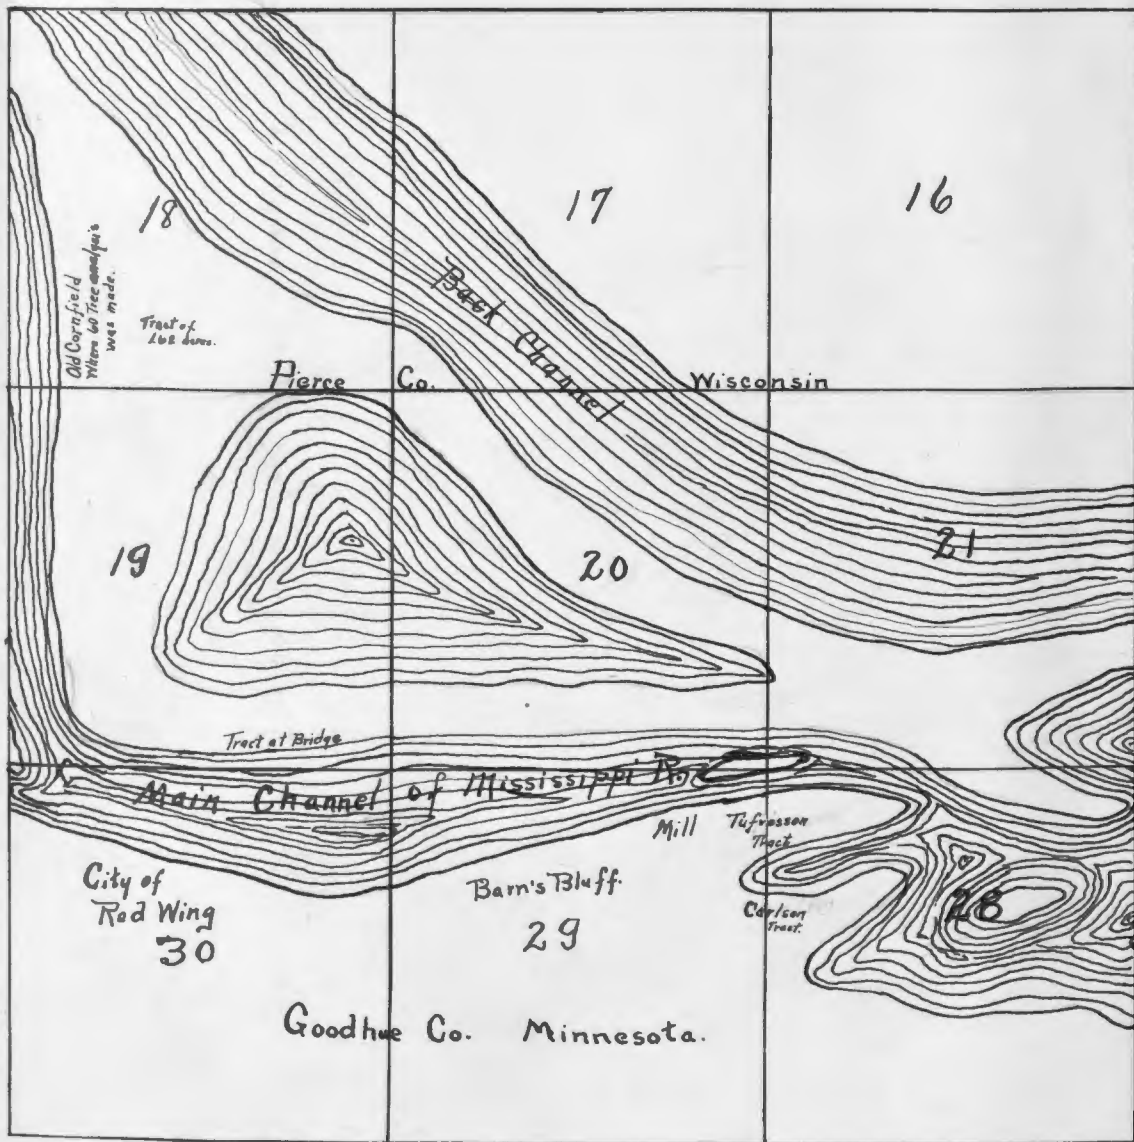 18
17
16
Old Cornfield
Where 60 Tree analysis
was made.
Tract of
168 acres.
Back Channel
Pierce Co. Wisconsin
19
20
21
Tract at Bridge
Main Channel of Mississippi
Mill
Tufvesson
Tract
City of
Red Wing
30
Barn's Bluff.
29
Carlson
Tract.
28
Goodhue Co. Minnesota.